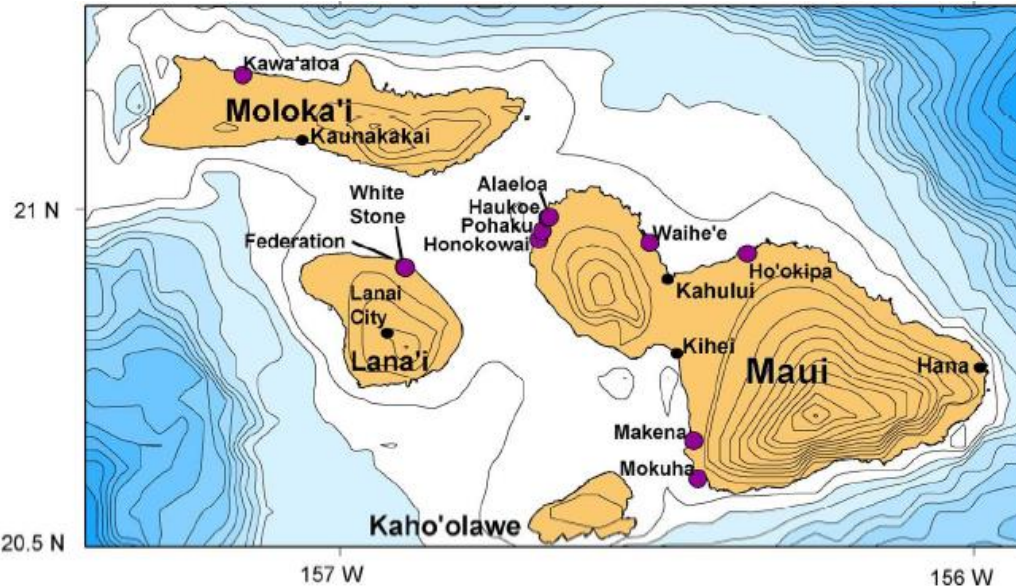 Kawa'aloa
Moloka'i
Kaunakakai
Alaeloa
White
Stone
Haukoe
21 N
Pohaku
Federation
Honokowai
Waihe'e
Ho'okipa
Kahului
Lanai
City
Lana'i
Kihei
Maui
Hana
Makena
Mokuha
Kaho'olawe
20.5 N
157 W
156 W